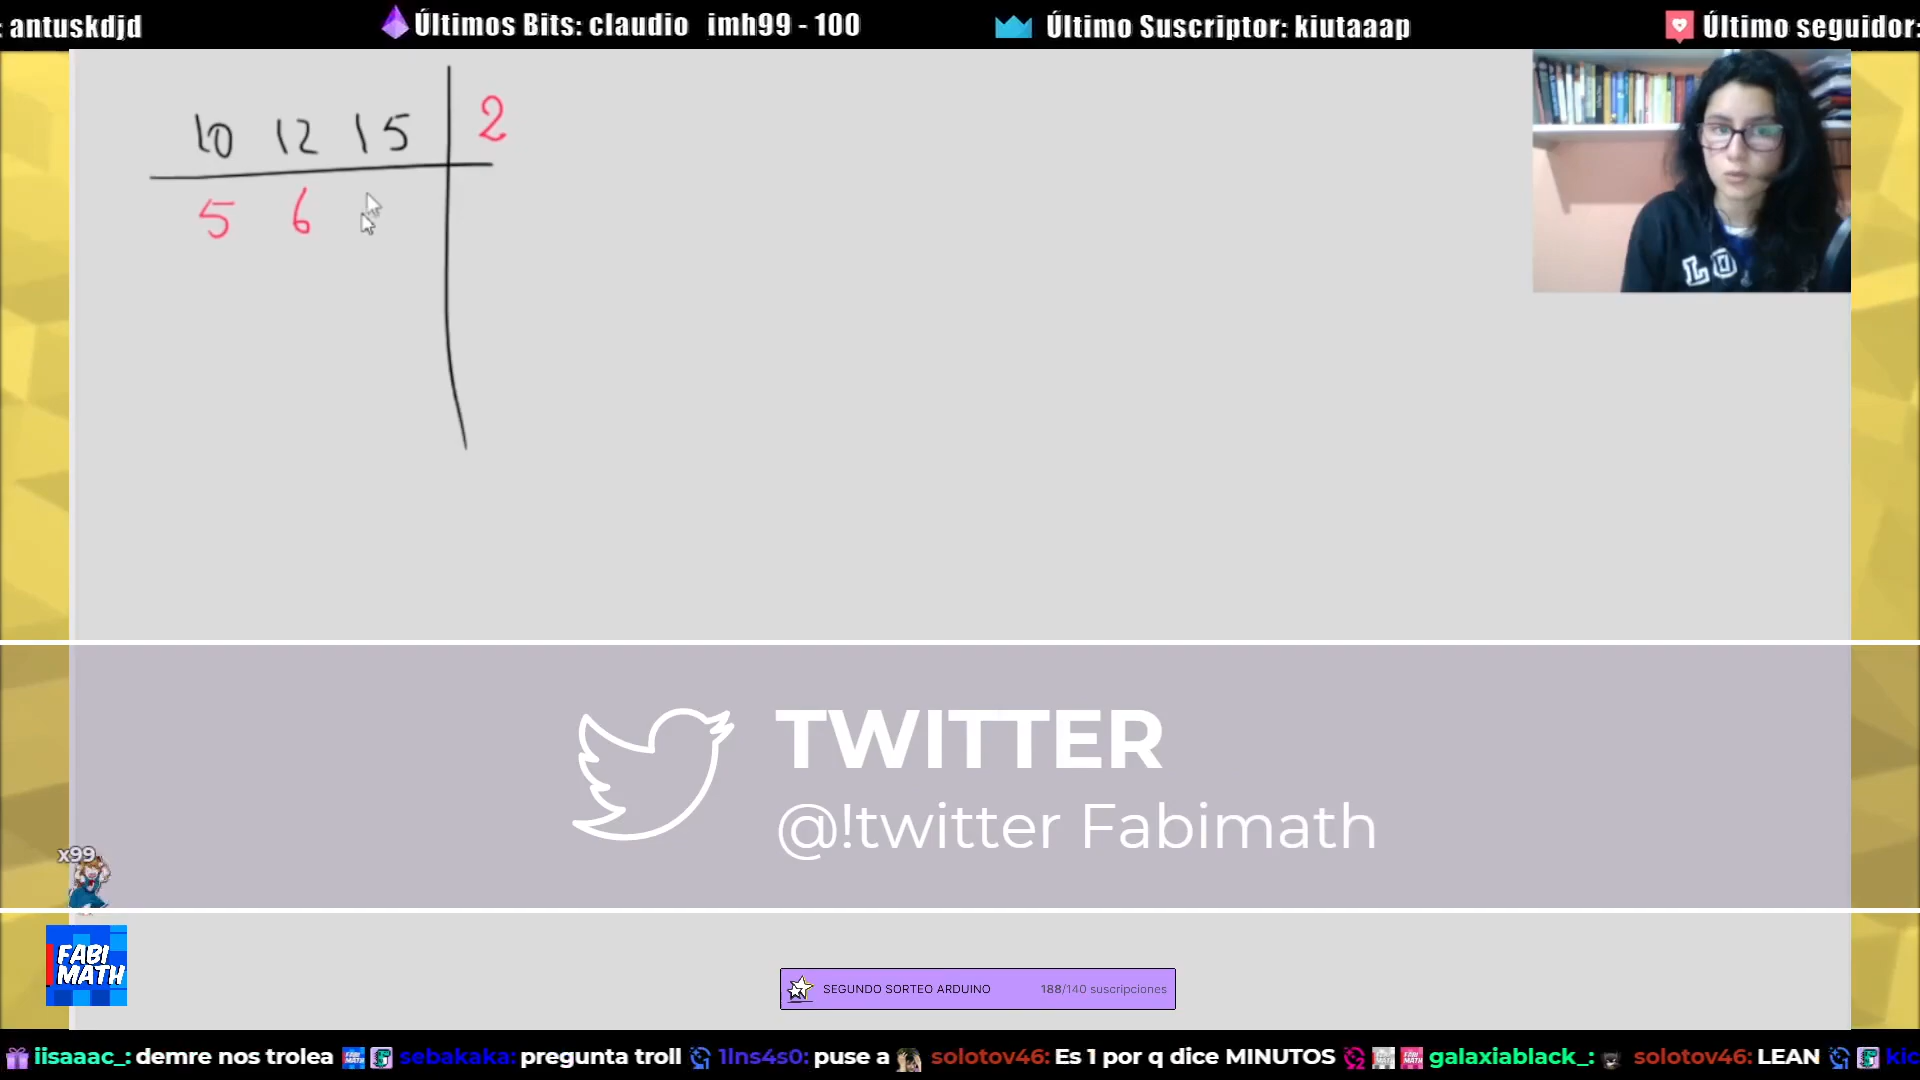 : antuskdjd Últimos Bits: claudio imh99 - 100 Último Suscriptor: kiutaaap Último seguidor:
10 12 15 2
5 6
LO
TWITTER
@!twitter Fabimath
x99
FABI
MATH
SEGUNDO SORTEO ARDUINO 188/140 suscripciones
iisaaac_: demre nos trolea sebakaka: pregunta troll 1lns4s0: puse a solotov46: Es 1 por q dice MINUTOS galaxiablack_: solotov46: LEAN kic